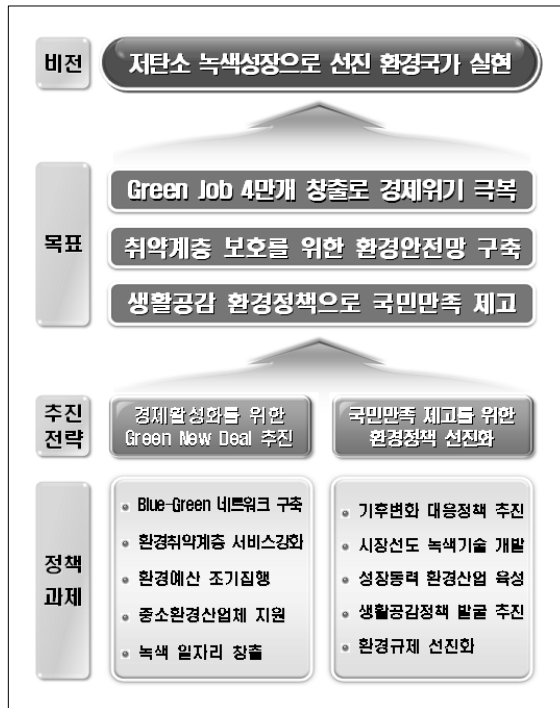 비전
저탄소 녹색성장으로 선진 환경국가 실현
목표
Green Job 4만개 창출로 경제위기 극복
취약계층 보호를 위한 환경안전망 구축
생활공감 환경정책으로 국민만족 제고
추진
전략
경제활성화를 위한
Green New Deal 추진
국민만족 제고를 위한
환경정책 선진화
정책
과제
• Blue-Green 네트워크 구축
• 환경취약계층 서비스강화
• 환경예산 조기집행
• 중소환경산업체 지원
• 녹색 일자리 창출
• 기후변화 대응정책 추진
• 시장선도 녹색기술 개발
• 성장동력 환경산업 육성
• 생활공감정책 발굴 추진
• 환경규제 선진화